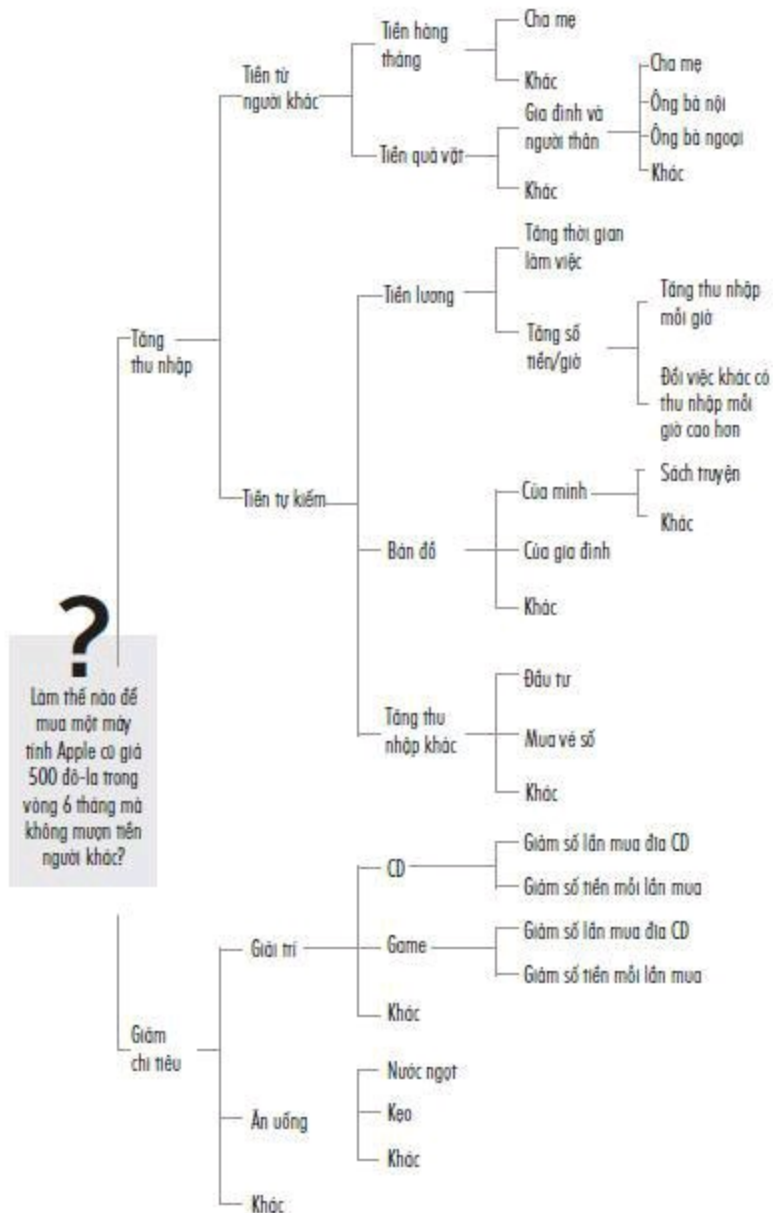 Tiền hàng
tháng
Cha mẹ
Khác
Tiền từ
người khác
Tiền quà vặt
Gia đình và
người thân
Cha mẹ
Ông bà nội
Ông bà ngoại
Khác
Khác
Tăng
thu nhập
Tiền lương
Tăng thời gian
làm việc
Tăng số
tiền/giờ
Tăng thu nhập
mỗi giờ
Đổi việc khác có
thu nhập mỗi
giờ cao hơn
Tiền tự kiếm
Bán đồ
Của mình
Sách truyện
Khác
Của gia đình
Khác
Tăng thu
nhập khác
Đầu tư
Mua vé số
Khác
?
Làm thế nào để
mua một máy
tính Apple cũ giá
500 đô-la trong
vòng 6 tháng mà
không mượn tiền
người khác?
Giảm
chi tiêu
Giải trí
CD
Giảm số lần mua đĩa CD
Giảm số tiền mỗi lần mua
Game
Giảm số lần mua đĩa CD
Giảm số tiền mỗi lần mua
Khác
Ăn uống
Nước ngọt
Kẹo
Khác
Khác